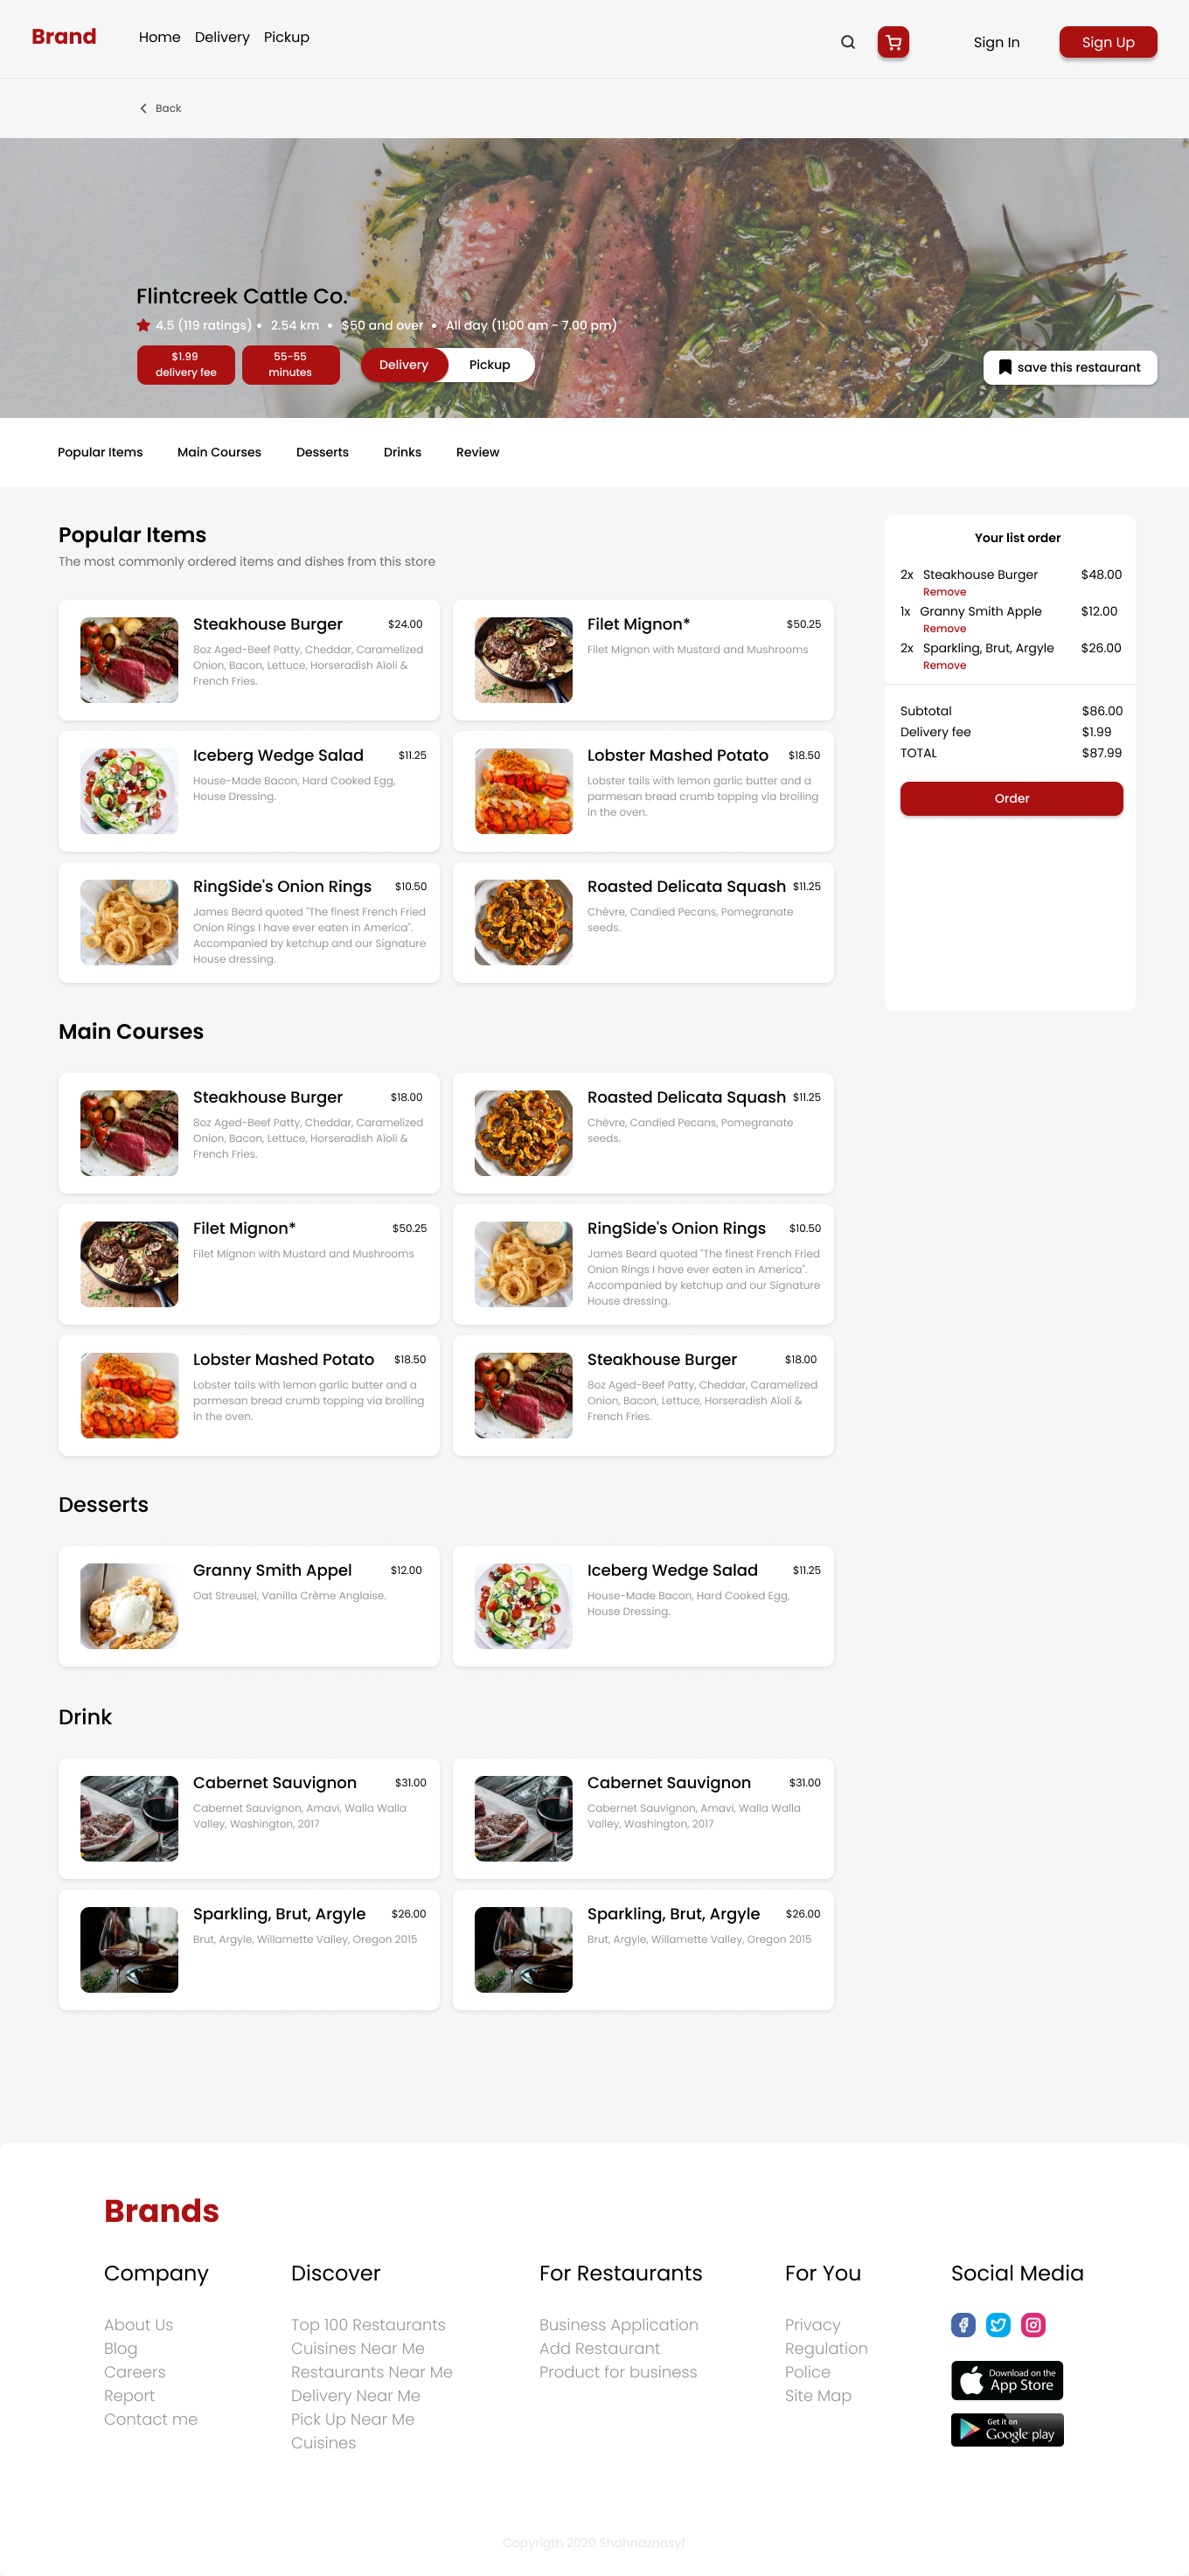 Brand
Home Delivery Pickup
Sign In
Sign Up
Back
Flintcreek Cattle Co.
4.5 (119 ratings) • 2.54 km • $50 and over • All day (11:00 am - 7.00 pm)
$1.99
delivery fee
55-55
minutes
Delivery
Pickup
save this restaurant
Popular Items
Main Courses
Desserts
Drinks
Review
Popular Items
The most commonly ordered items and dishes from this store
Steakhouse Burger $24.00
8oz Aged-Beef Patty, Cheddar, Caramelized
Onion, Bacon, Lettuce, Horseradish Aïoli &
French Fries.
Filet Mignon* $50.25
Filet Mignon with Mustard and Mushrooms
Iceberg Wedge Salad $11.25
House-Made Bacon, Hard Cooked Egg,
House Dressing.
Lobster Mashed Potato $18.50
Lobster tails with lemon garlic butter and a
parmesan bread crumb topping via broiling
in the oven.
RingSide's Onion Rings $10.50
James Beard quoted "The finest French Fried
Onion Rings I have ever eaten in America".
Accompanied by ketchup and our Signature
House dressing.
Roasted Delicata Squash $11.25
Chèvre, Candied Pecans, Pomegranate
seeds.
Your list order
2x Steakhouse Burger $48.00
Remove
1x Granny Smith Apple $12.00
Remove
2x Sparkling, Brut, Argyle $26.00
Remove
Subtotal $86.00
Delivery fee $1.99
TOTAL $87.99
Order
Main Courses
Steakhouse Burger $18.00
8oz Aged-Beef Patty, Cheddar, Caramelized
Onion, Bacon, Lettuce, Horseradish Aïoli &
French Fries.
Roasted Delicata Squash $11.25
Chèvre, Candied Pecans, Pomegranate
seeds.
Filet Mignon* $50.25
Filet Mignon with Mustard and Mushrooms
RingSide's Onion Rings $10.50
James Beard quoted "The finest French Fried
Onion Rings I have ever eaten in America".
Accompanied by ketchup and our Signature
House dressing.
Lobster Mashed Potato $18.50
Lobster tails with lemon garlic butter and a
parmesan bread crumb topping via broiling
in the oven.
Steakhouse Burger $18.00
8oz Aged-Beef Patty, Cheddar, Caramelized
Onion, Bacon, Lettuce, Horseradish Aïoli &
French Fries.
Desserts
Granny Smith Appel $12.00
Oat Streusel, Vanilla Crème Anglaise.
Iceberg Wedge Salad $11.25
House-Made Bacon, Hard Cooked Egg,
House Dressing.
Drink
Cabernet Sauvignon $31.00
Cabernet Sauvignon, Amavi, Walla Walla
Valley, Washington, 2017
Cabernet Sauvignon $31.00
Cabernet Sauvignon, Amavi, Walla Walla
Valley, Washington, 2017
Sparkling, Brut, Argyle $26.00
Brut, Argyle, Willamette Valley, Oregon 2015
Sparkling, Brut, Argyle $26.00
Brut, Argyle, Willamette Valley, Oregon 2015
Brands
Company
About Us
Blog
Careers
Report
Contact me
Discover
Top 100 Restaurants
Cuisines Near Me
Restaurants Near Me
Delivery Near Me
Pick Up Near Me
Cuisines
For Restaurants
Business Application
Add Restaurant
Product for business
For You
Privacy
Regulation
Police
Site Map
Social Media
Download on the
App Store
Get it on
Google play
Copyrigth 2020 Shahnaznasyf